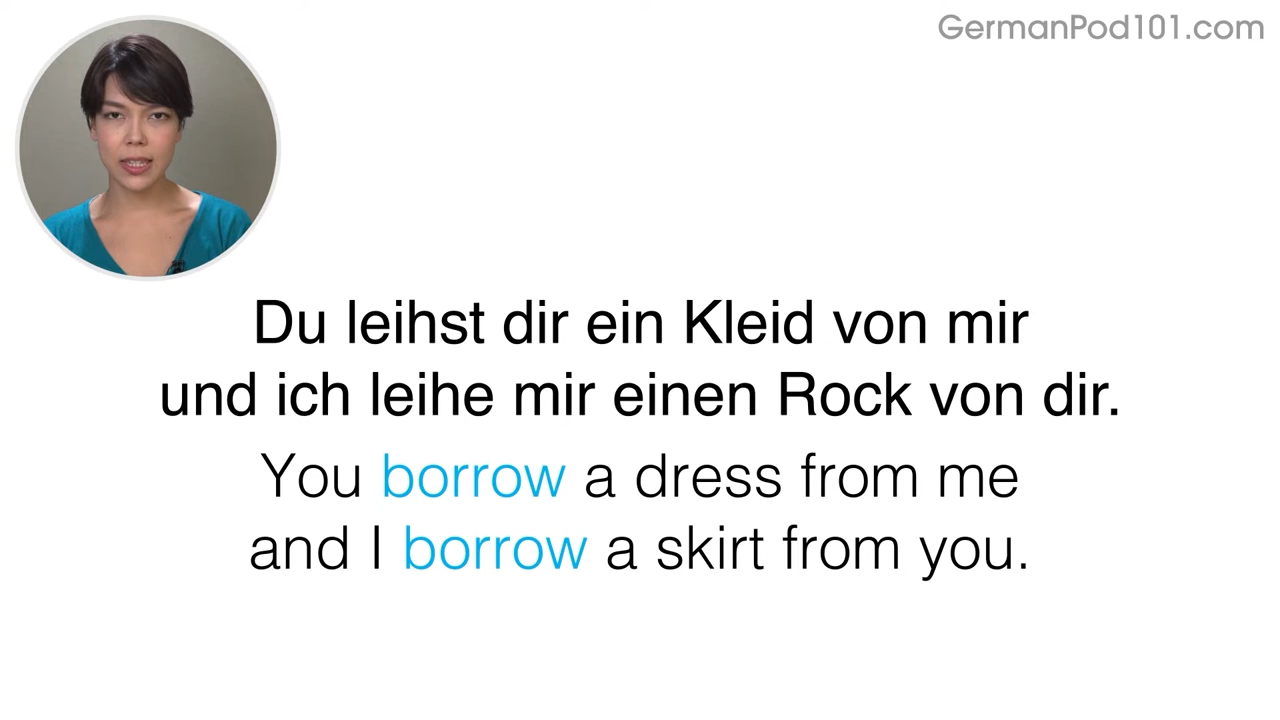 GermanPod101.com
Du leihst dir ein Kleid von mir
und ich leihe mir einen Rock von dir.
You borrow a dress from me
and I borrow a skirt from you.